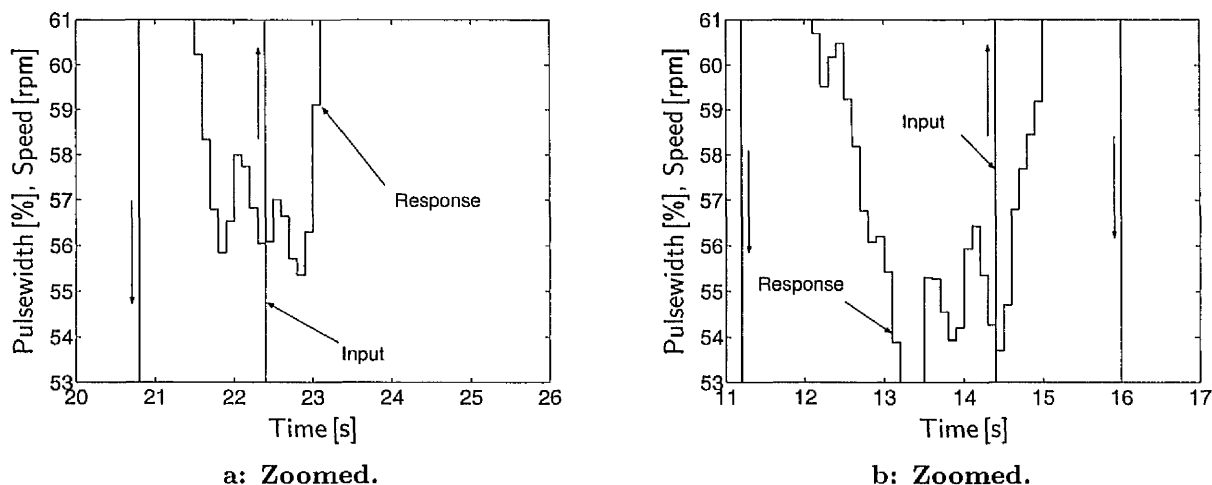 Pulsewidth [%], Speed [rpm]
61
60
59
58
57
56
55
54
53
20 21 22 23 24 25 26
Time [s]
Response
Input
a: Zoomed.
Pulsewidth [%], Speed [rpm]
61
60
59
58
57
56
55
54
53
11 12 13 14 15 16 17
Time [s]
Input
Response
b: Zoomed.